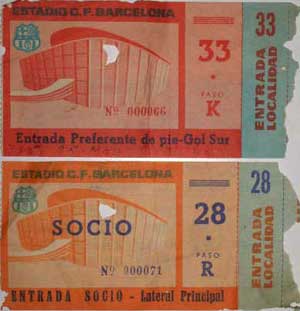 ESTADIO C.F. BARCELONA
33
PASO
K
Nº 000066
Entrada Preferente de pie-Gol Sur
33
ENTRADA
LOCALIDAD
ESTADIO C.F. BARCELONA
SOCIO
28
PASO
R
Nº 000071
ENTRADA SOCIO - Lateral Principal
28
ENTRADA
LOCALIDAD